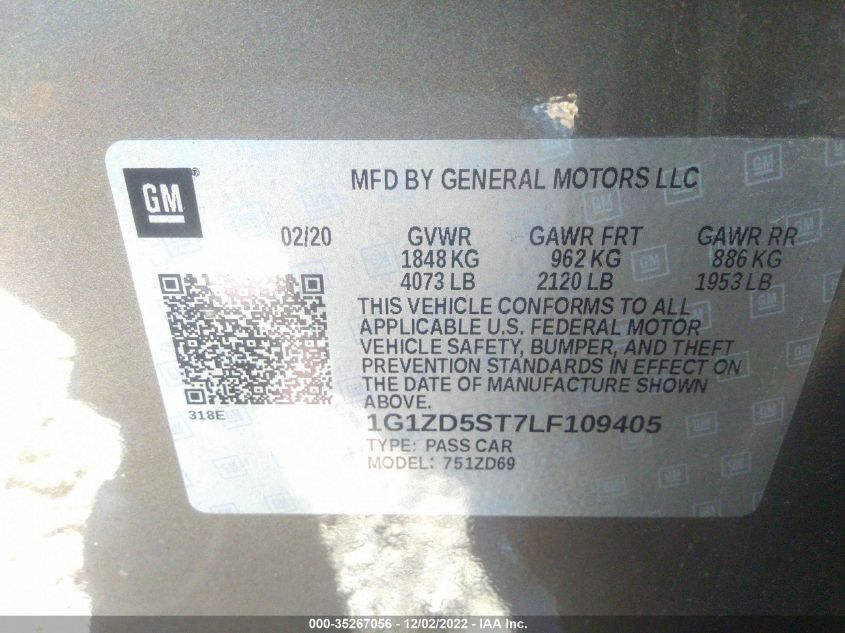 GM
MFD BY GENERAL MOTORS LLC
02/20 GVWR GAWR FRT GAWR RR
1848 KG 962 KG 886 KG
4073 LB 2120 LB 1953 LB
THIS VEHICLE CONFORMS TO ALL
APPLICABLE U.S. FEDERAL MOTOR
VEHICLE SAFETY, BUMPER, AND THEFT
PREVENTION STANDARDS IN EFFECT ON
THE DATE OF MANUFACTURE SHOWN
ABOVE.
318E
1G1ZD5ST7LF109405
TYPE: PASS CAR
MODEL: 751ZD69
000-35267056 - 12/02/2022 - IAA Inc.